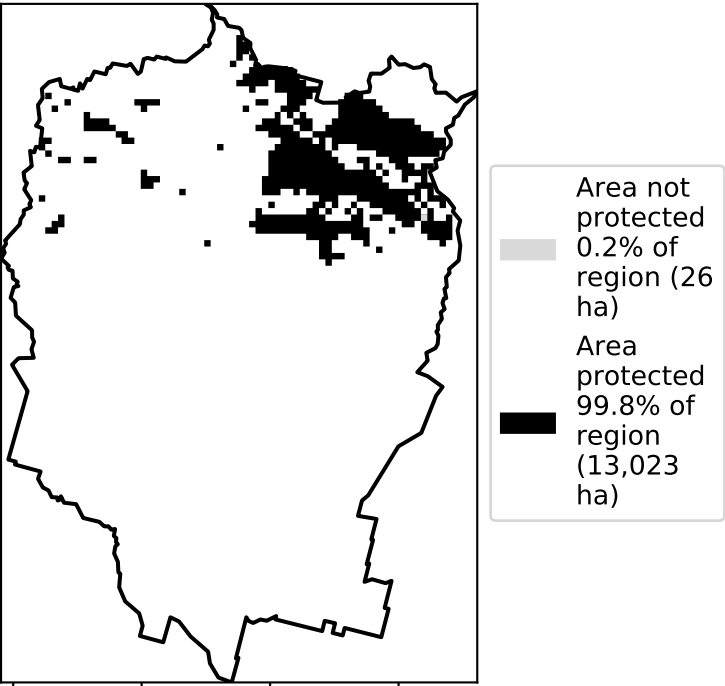 Area not
protected
0.2% of
region (26
ha)
Area
protected
99.8% of
region
(13,023
ha)